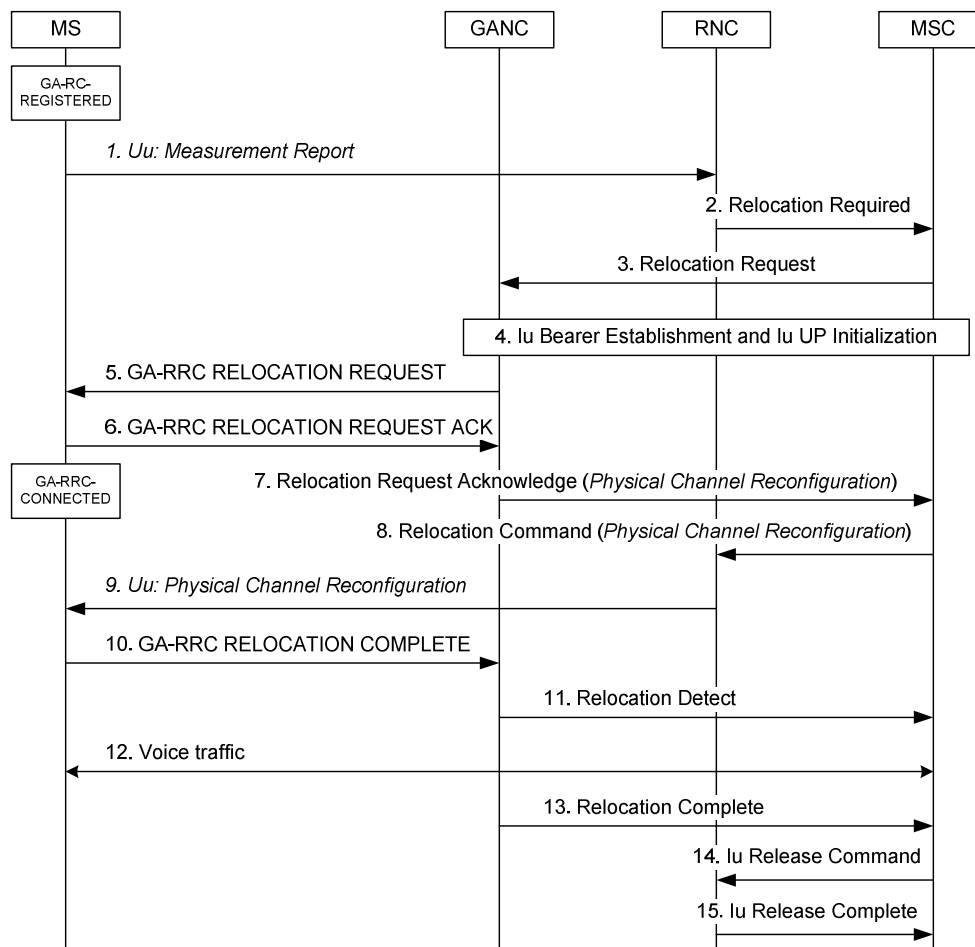 MS
GANC
RNC
MSC
GA-RC-
REGISTERED
1. Uu: Measurement Report
2. Relocation Required
3. Relocation Request
4. Iu Bearer Establishment and Iu UP Initialization
5. GA-RRC RELOCATION REQUEST
6. GA-RRC RELOCATION REQUEST ACK
GA-RRC-
CONNECTED
7. Relocation Request Acknowledge (Physical Channel Reconfiguration)
8. Relocation Command (Physical Channel Reconfiguration)
9. Uu: Physical Channel Reconfiguration
10. GA-RRC RELOCATION COMPLETE
11. Relocation Detect
12. Voice traffic
13. Relocation Complete
14. Iu Release Command
15. Iu Release Complete